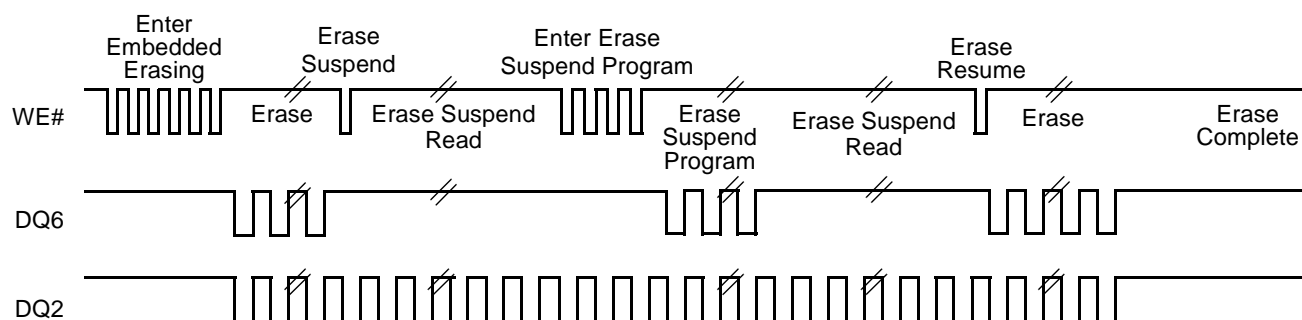 Enter
Embedded
Erasing
Erase
Suspend
Enter Erase
Suspend Program
Erase
Resume
WE#
Erase
Erase Suspend
Read
Erase
Suspend
Program
Erase Suspend
Read
Erase
Erase
Complete
DQ6
DQ2